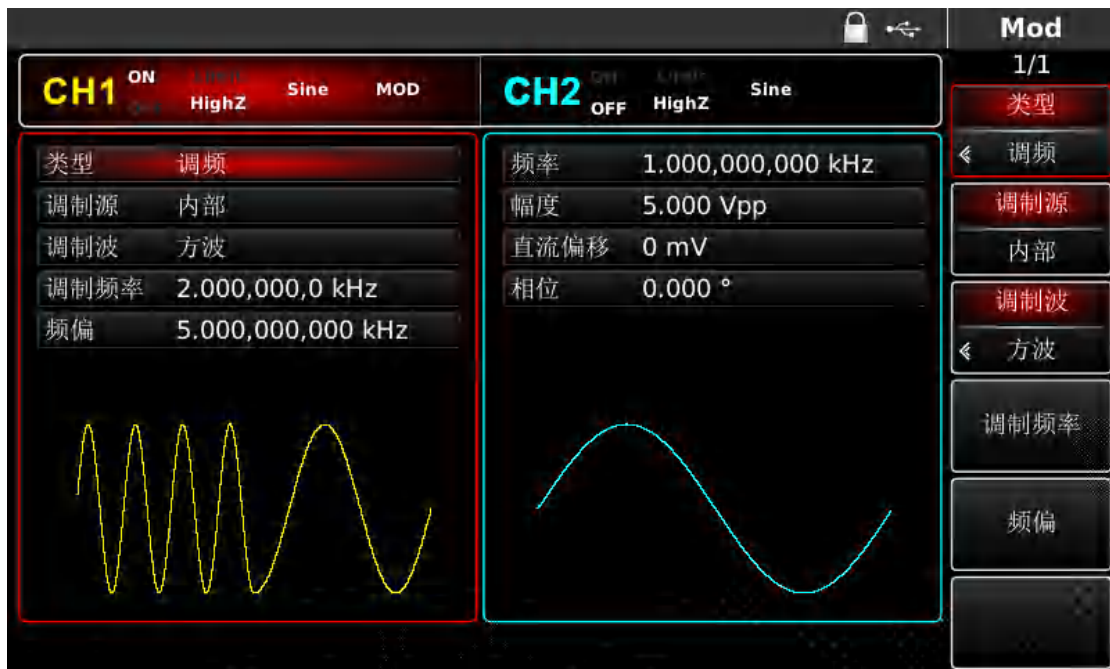 Mod
1/1
CH1 ON HighZ Sine MOD
CH2 OFF HighZ Sine
类型 调频
调制源 内部
调制波 方波
调制频率 2.000,000,0 kHz
频偏 5.000,000,000 kHz
频率 1.000,000,000 kHz
幅度 5.000 Vpp
直流偏移 0 mV
相位 0.000 °
类型
调频
调制源
内部
调制波
方波
调制频率
频偏